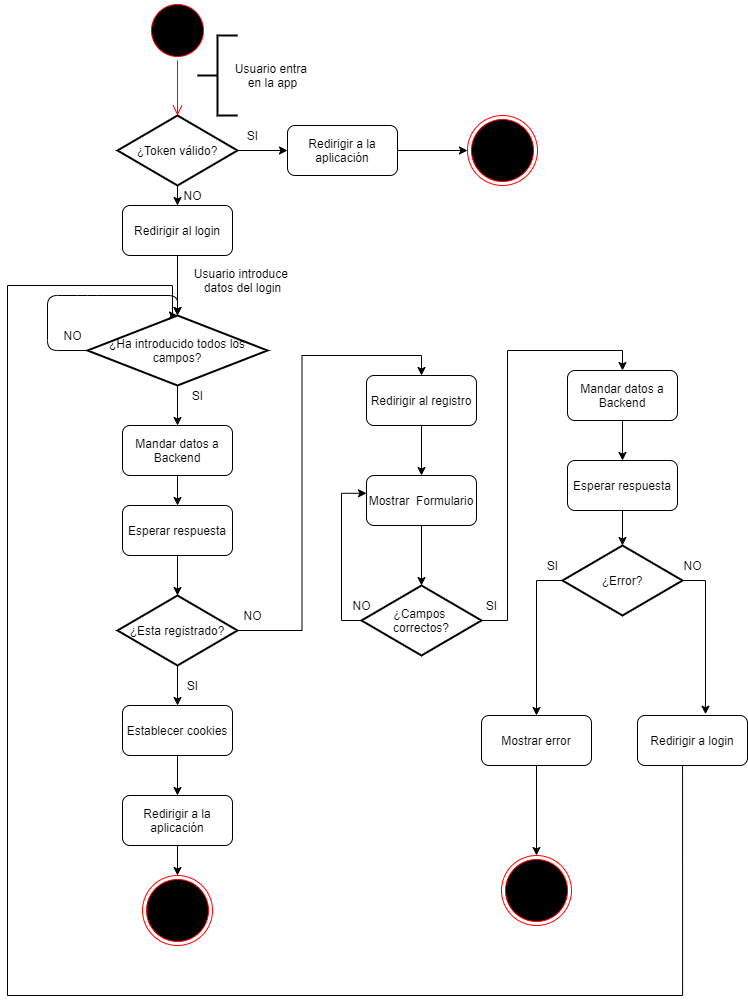 Usuario entra
en la app
¿Token válido?
SI
Redirigir a la
aplicación
NO
Redirigir al login
Usuario introduce
datos del login
NO
¿Ha introducido todos los
campos?
SI
Mandar datos a
Backend
Esperar respuesta
¿Esta registrado?
NO
SI
Establecer cookies
Redirigir a la
aplicación
Redirigir al registro
Mostrar Formulario
NO
¿Campos
correctos?
SI
Mandar datos a
Backend
Esperar respuesta
SI
¿Error?
NO
Mostrar error
Redirigir a login